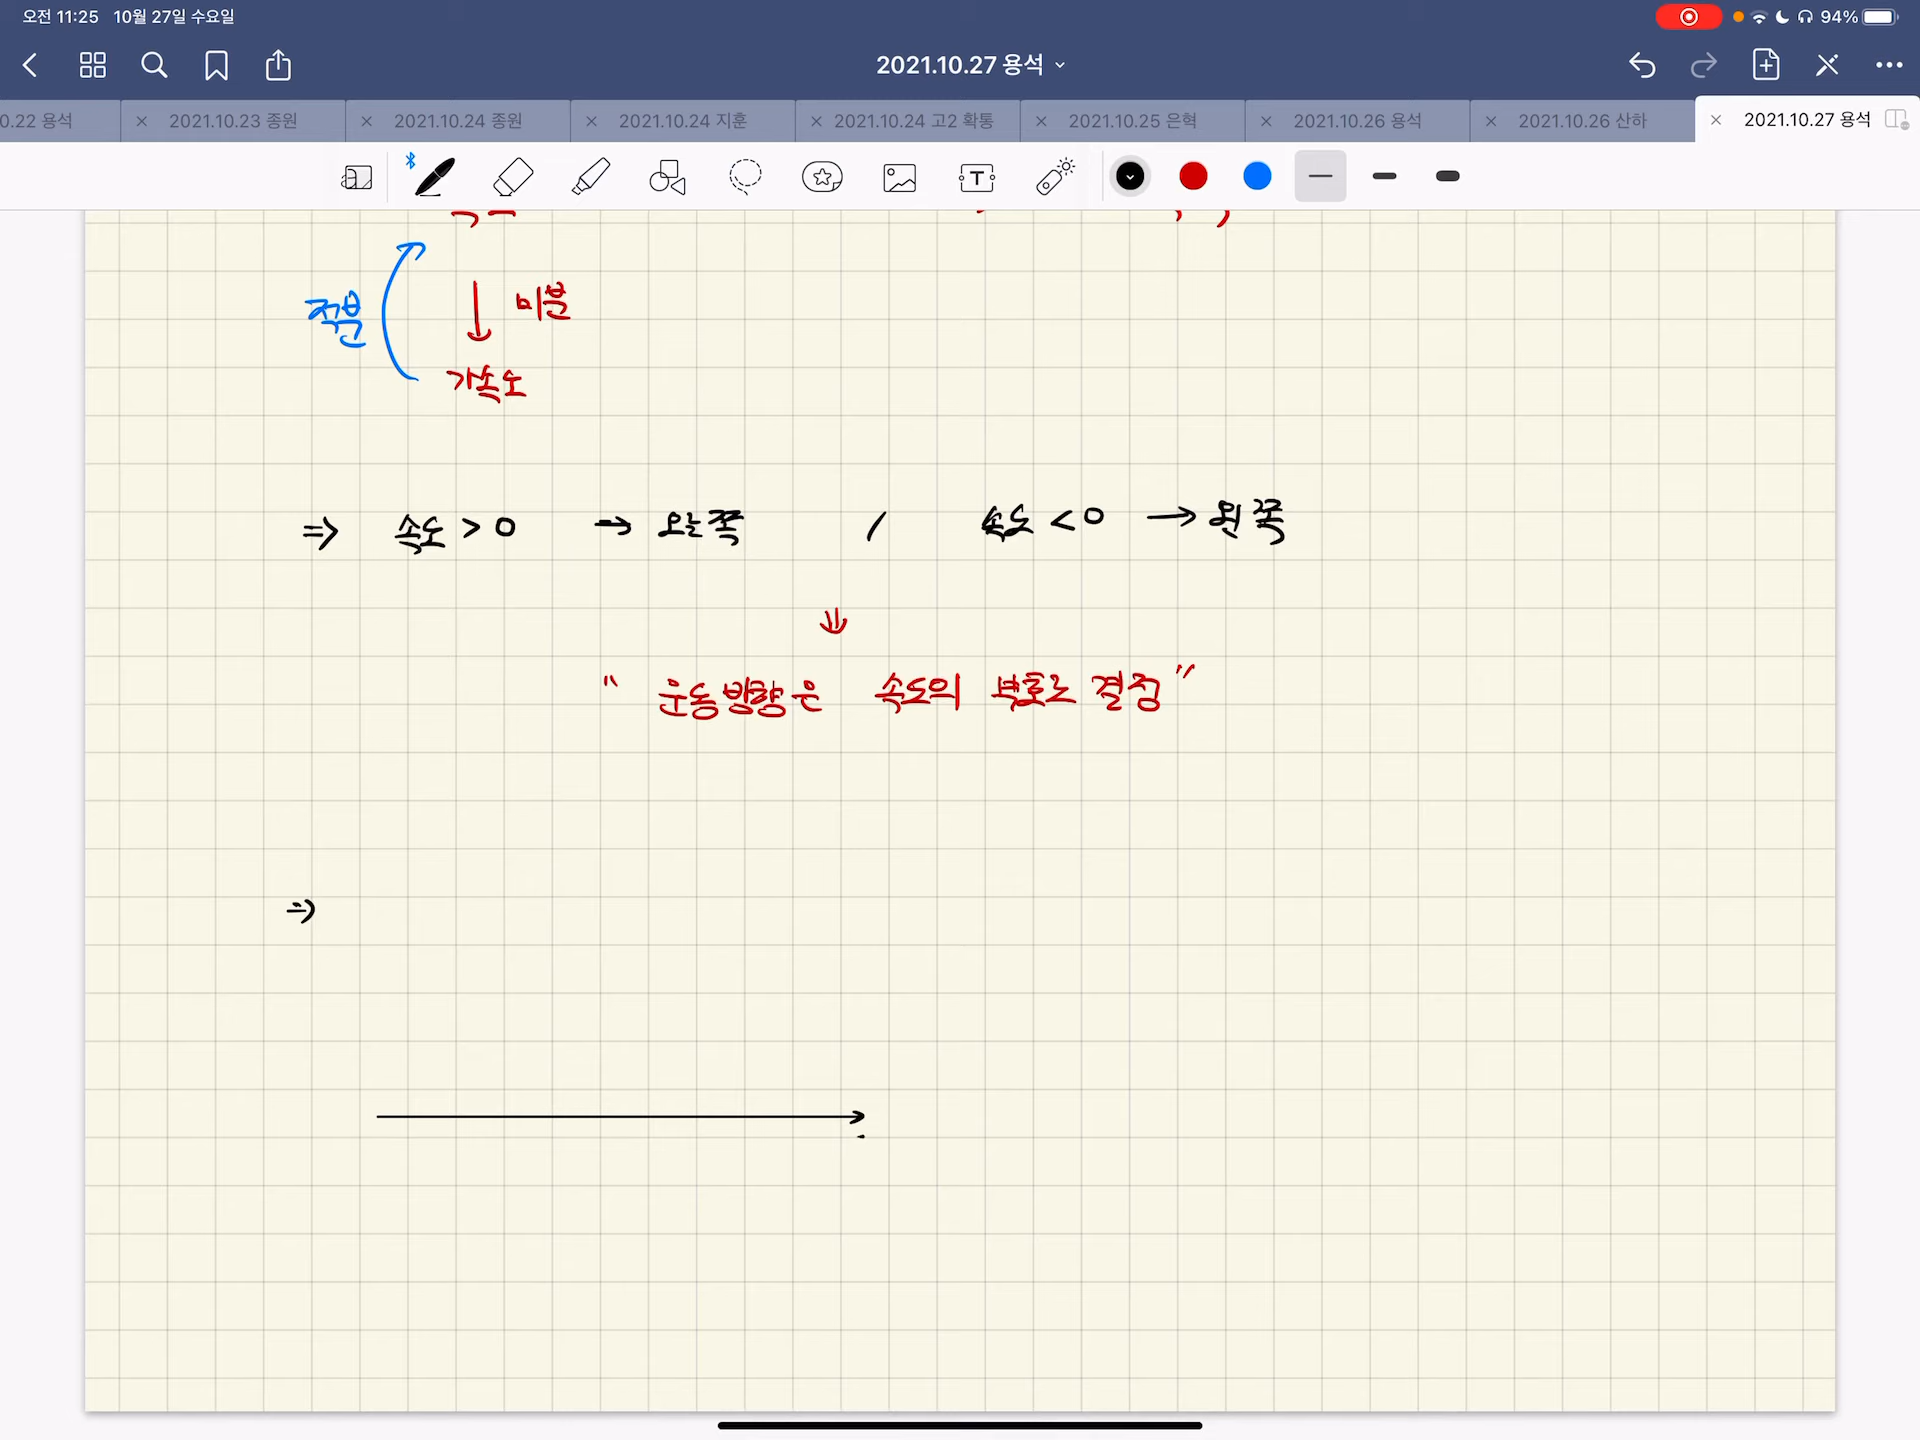 오전 11:25 10월 27일 수요일
94%
2021.10.27 용석
0.22 용석
2021.10.23 종원
2021.10.24 종원
2021.10.24 지훈
2021.10.24 고2 확통
2021.10.25 은혁
2021.10.26 용석
2021.10.26 산하
2021.10.27 용석
적분
미분
가속도
⇒ 속도 > 0 → 오른쪽 / 속도 < 0 → 왼쪽
↓
"운동방향은 속도의 부호로 결정"
⇒